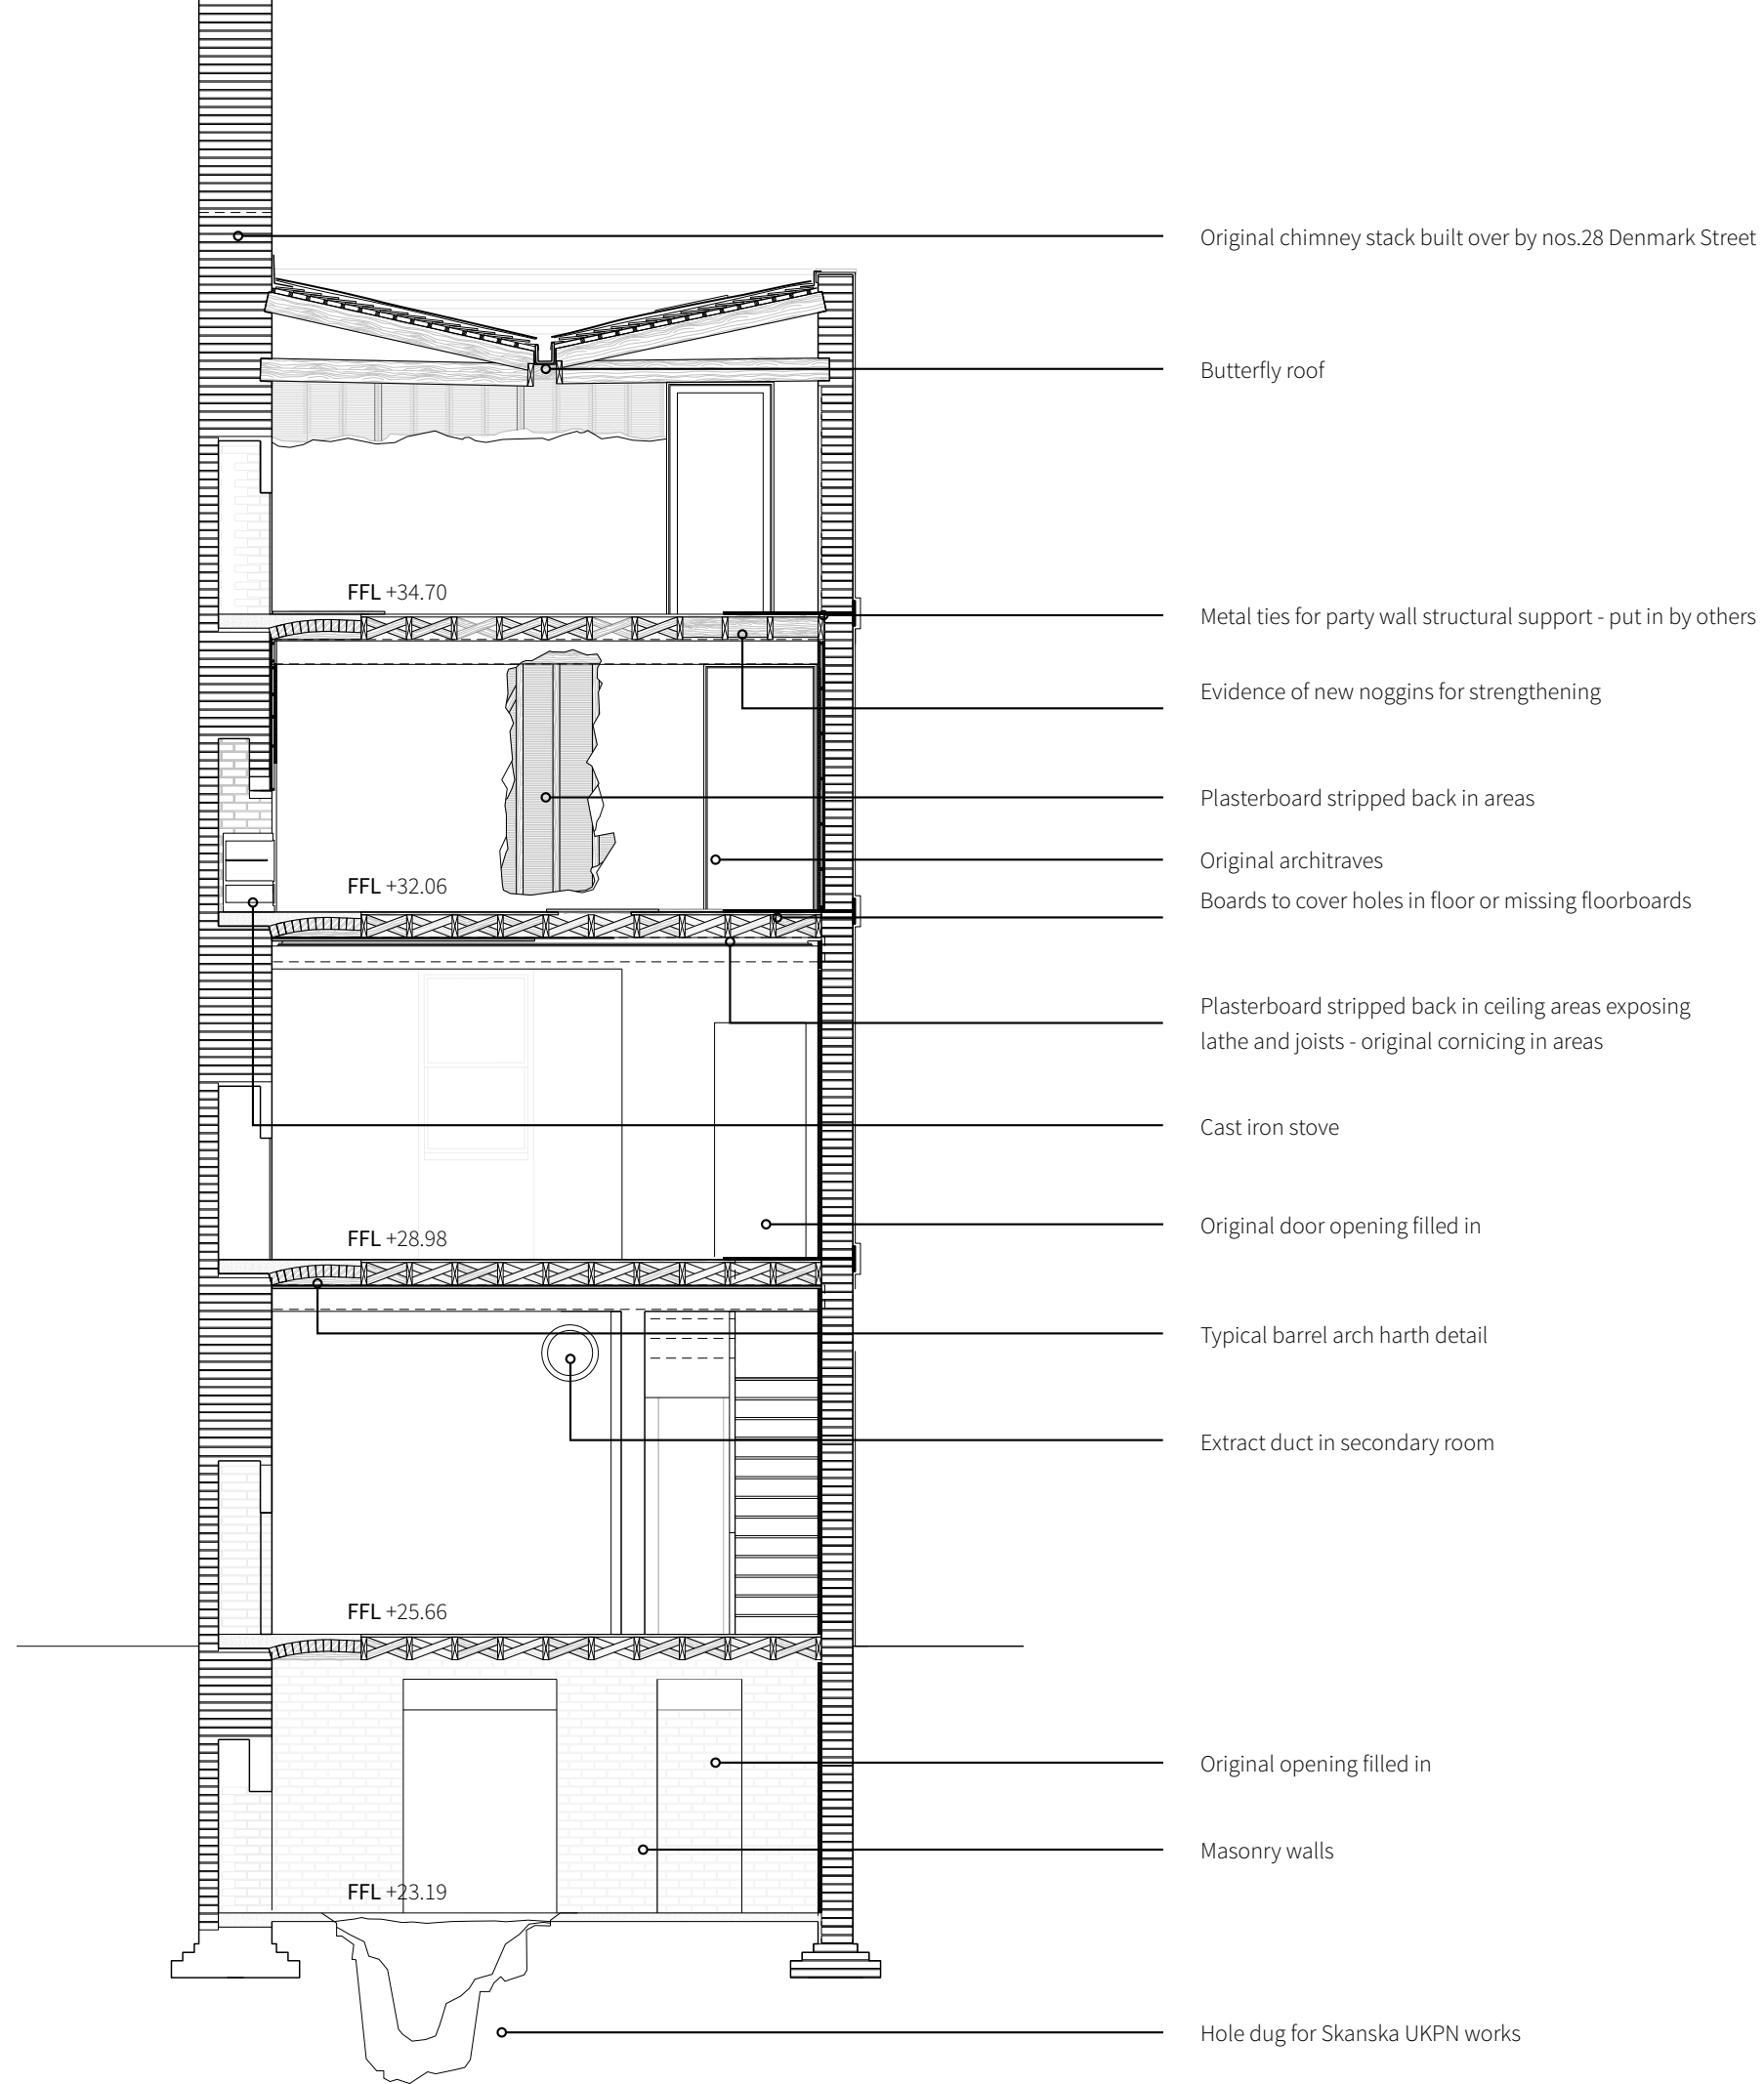 Original chimney stack built over by nos.28 Denmark Street
Butterfly roof
FFL +34.70
Metal ties for party wall structural support - put in by others
Evidence of new noggins for strengthening
Plasterboard stripped back in areas
Original architraves
FFL +32.06
Boards to cover holes in floor or missing floorboards
Plasterboard stripped back in ceiling areas exposing
lathe and joists - original cornicing in areas
Cast iron stove
Original door opening filled in
FFL +28.98
Typical barrel arch harth detail
Extract duct in secondary room
FFL +25.66
Original opening filled in
Masonry walls
FFL +23.19
Hole dug for Skanska UKPN works